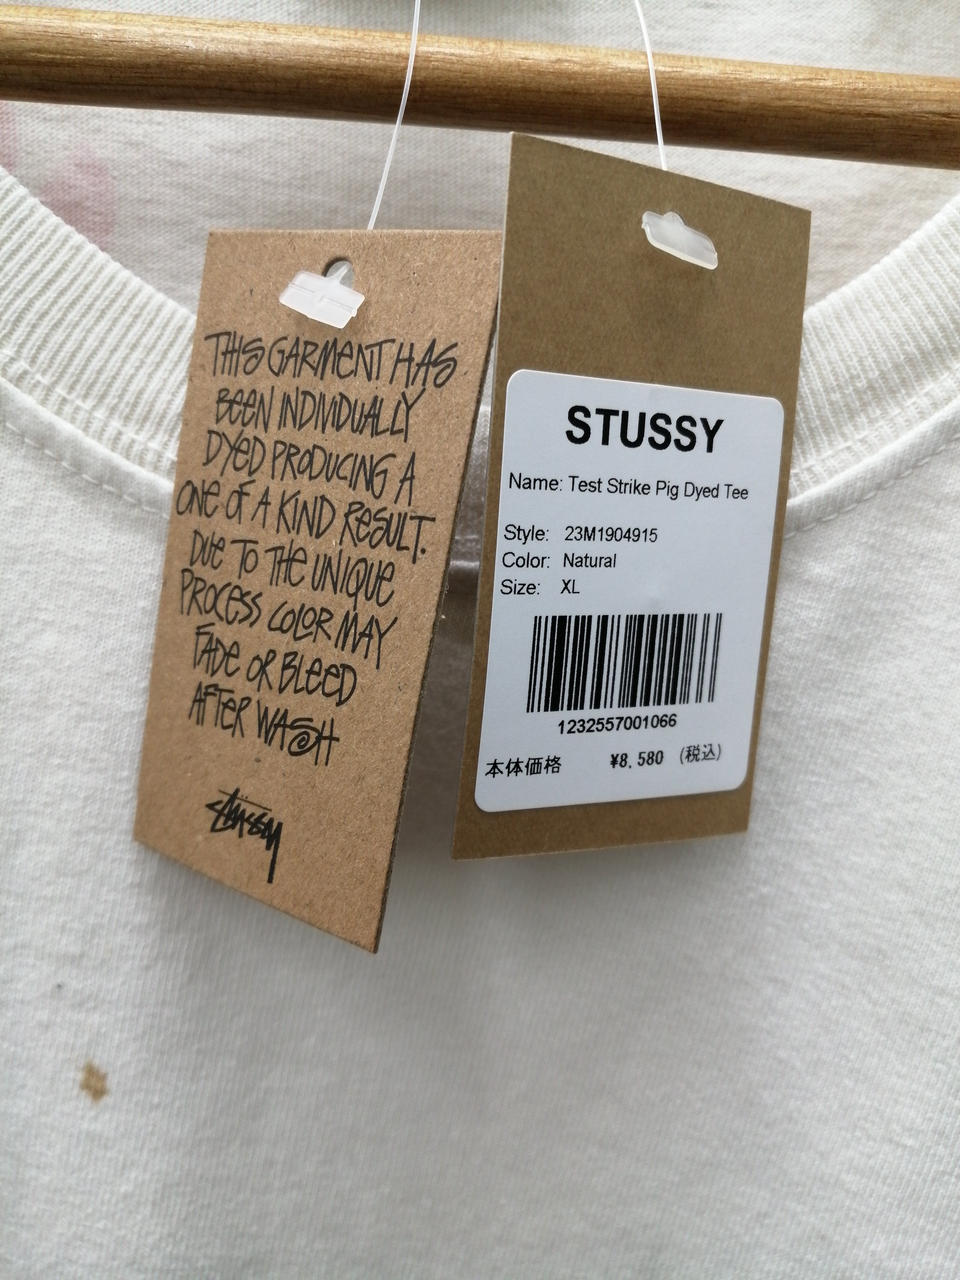 THIS GARMENT HAS
BEEN INDIVIDUALLY
DYED PRODUCING A
ONE OF A KIND RESULT.
DUE TO THE UNIQUE
PROCESS COLOR MAY
FADE OR BLEED
AFTER WASH
Stüssy
STUSSY
Name: Test Strike Pig Dyed Tee
Style: 23M1904915
Color: Natural
Size: XL
1232557001066
本体価格 ¥8,580 (税込)